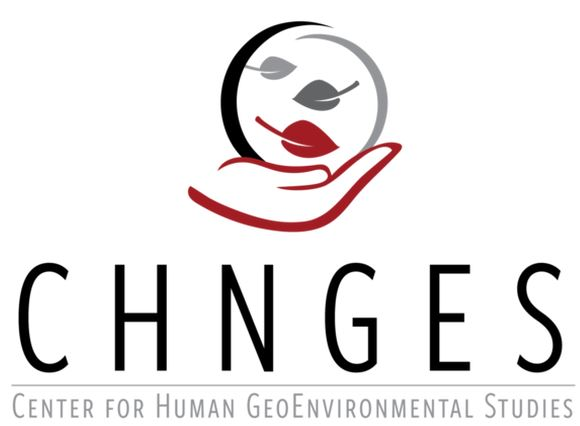 CHNGES
CENTER FOR HUMAN GEOENVIRONMENTAL STUDIES